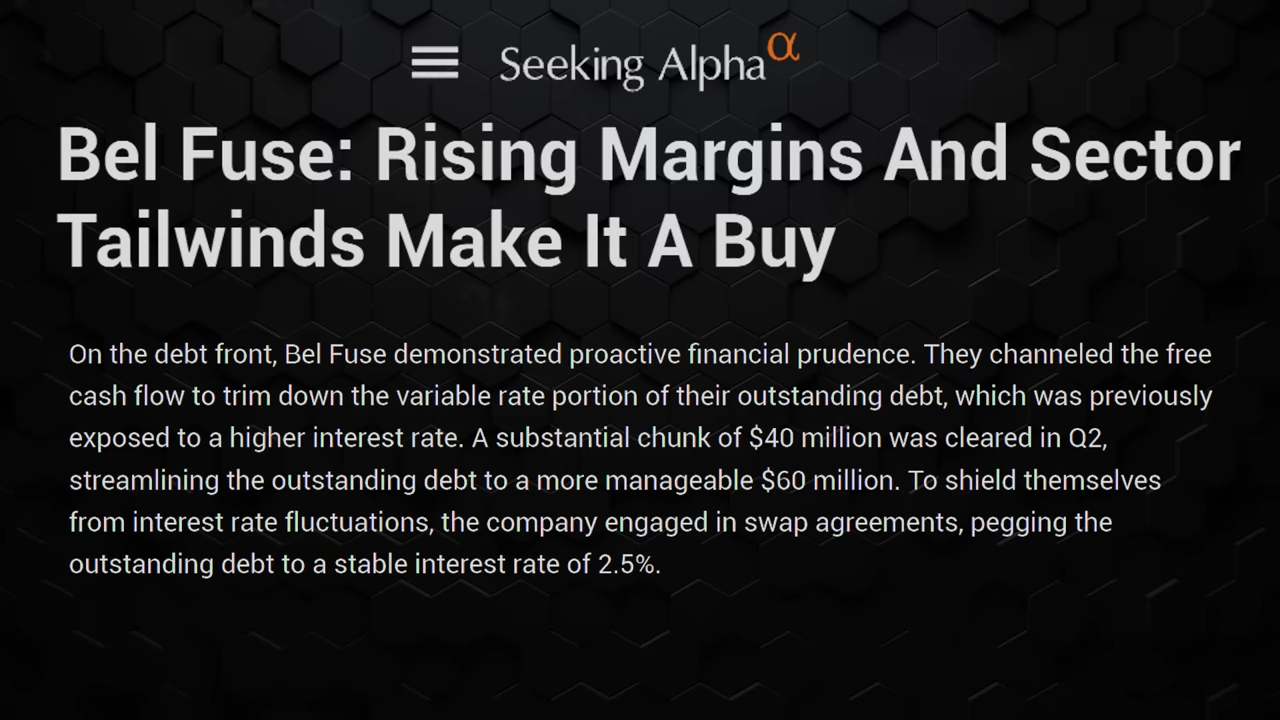 Seeking Alpha α
Bel Fuse: Rising Margins And Sector
Tailwinds Make It A Buy
On the debt front, Bel Fuse demonstrated proactive financial prudence. They channeled the free
cash flow to trim down the variable rate portion of their outstanding debt, which was previously
exposed to a higher interest rate. A substantial chunk of $40 million was cleared in Q2,
streamlining the outstanding debt to a more manageable $60 million. To shield themselves
from interest rate fluctuations, the company engaged in swap agreements, pegging the
outstanding debt to a stable interest rate of 2.5%.